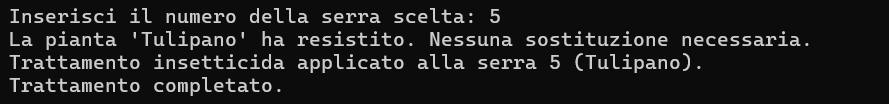 Inserisci il numero della serra scelta: 5
La pianta 'Tulipano' ha resistito. Nessuna sostituzione necessaria.
Trattamento insetticida applicato alla serra 5 (Tulipano).
Trattamento completato.